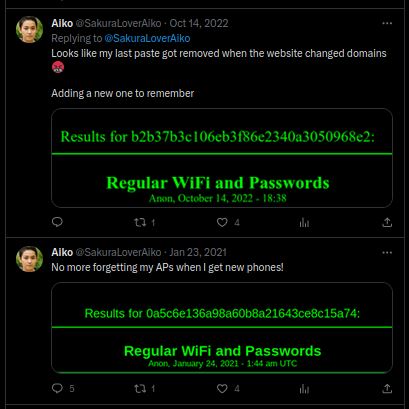 Aiko @SakuraLoverAiko · Oct 14, 2022
Replying to @SakuraLoverAiko
Looks like my last paste got removed when the website changed domains
Adding a new one to remember
Results for b2b37b3c106eb3f86e2340a3050968e2:
Regular WiFi and Passwords
Anon, October 14, 2022 - 18:38
1
4
Aiko @SakuraLoverAiko · Jan 23, 2021
No more forgetting my APs when I get new phones!
Results for 0a5c6e136a98a60b8a21643ce8c15a74:
Regular WiFi and Passwords
Anon, January 24, 2021 - 1:44 am UTC
5
1
4